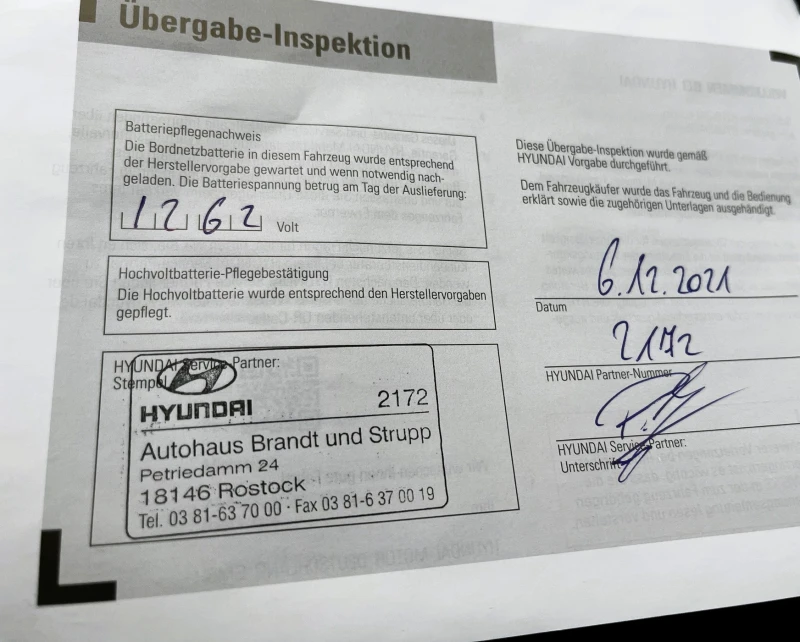 Übergabe-Inspektion
Batteriepflegenachweis
Die Bordnetzbatterie in diesem Fahrzeug wurde entsprechend
der Herstellervorgabe gewartet und wenn notwendig nach-
geladen. Die Batteriespannung betrug am Tag der Auslieferung:
12 62 Volt
Hochvoltbatterie-Pflegebestätigung
Die Hochvoltbatterie wurde entsprechend den Herstellervorgaben
gepflegt.
HYUNDAI Service Partner:
Stempel
HYUNDAI 2172
Autohaus Brandt und Strupp
Petriedamm 24
18146 Rostock
Tel. 03 81-63 70 00 · Fax 03 81-6 37 00 19
Diese Übergabe-Inspektion wurde gemäß
HYUNDAI Vorgabe durchgeführt.
Dem Fahrzeugkäufer wurde das Fahrzeug und die Bedienung
erklärt sowie die zugehörigen Unterlagen ausgehändigt.
6.12.2021
Datum
2172
HYUNDAI Partner-Nummer
HYUNDAI Service-Partner:
Unterschrift